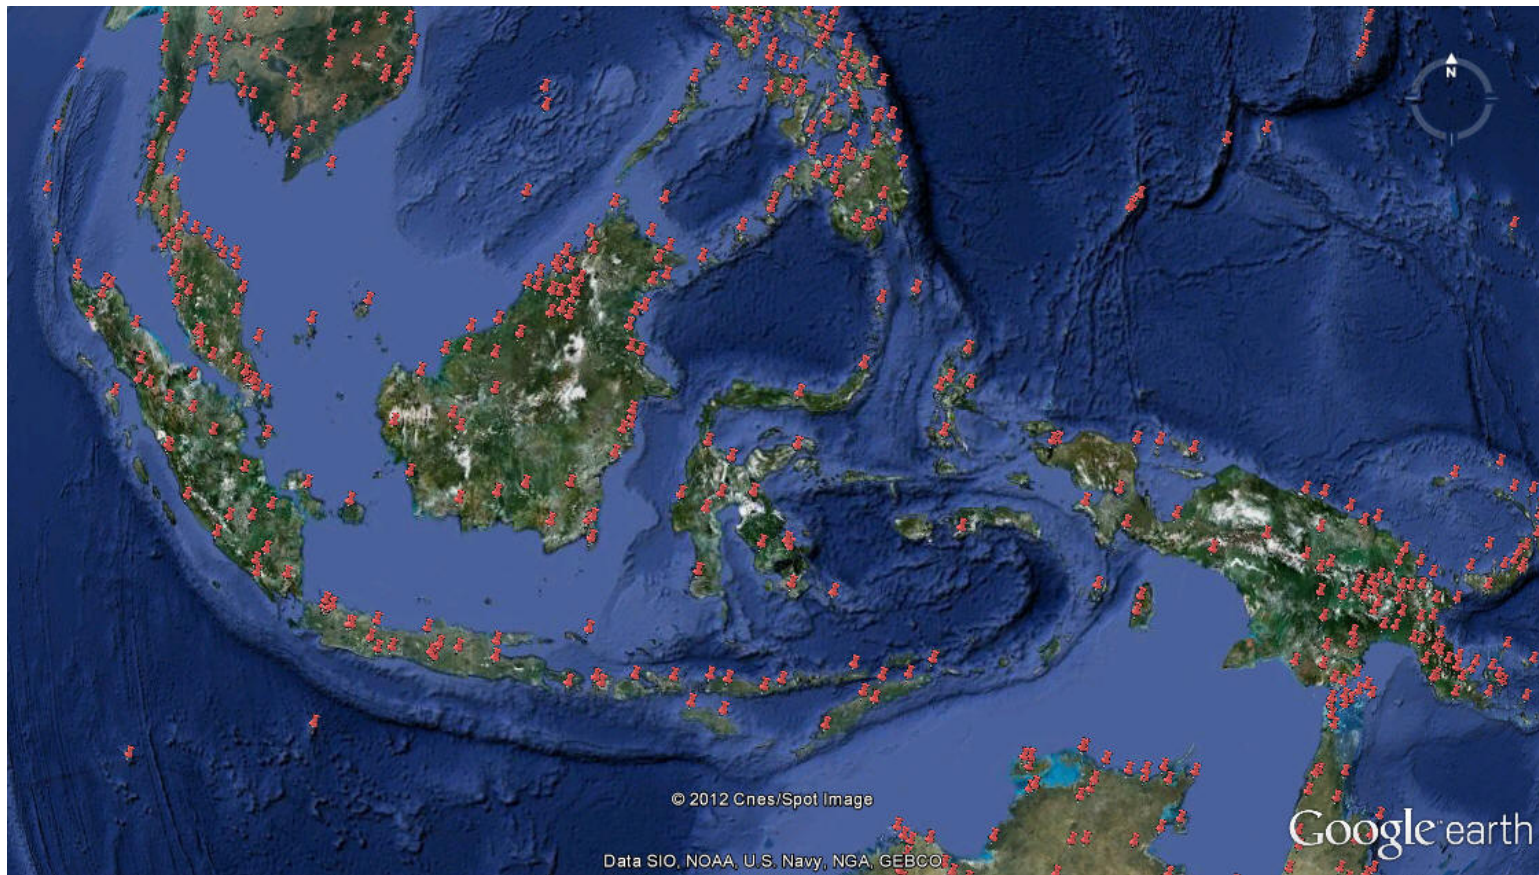 N
© 2012 Cnes/Spot Image
Google earth
Data SIO, NOAA, U.S. Navy, NGA, GEBCO